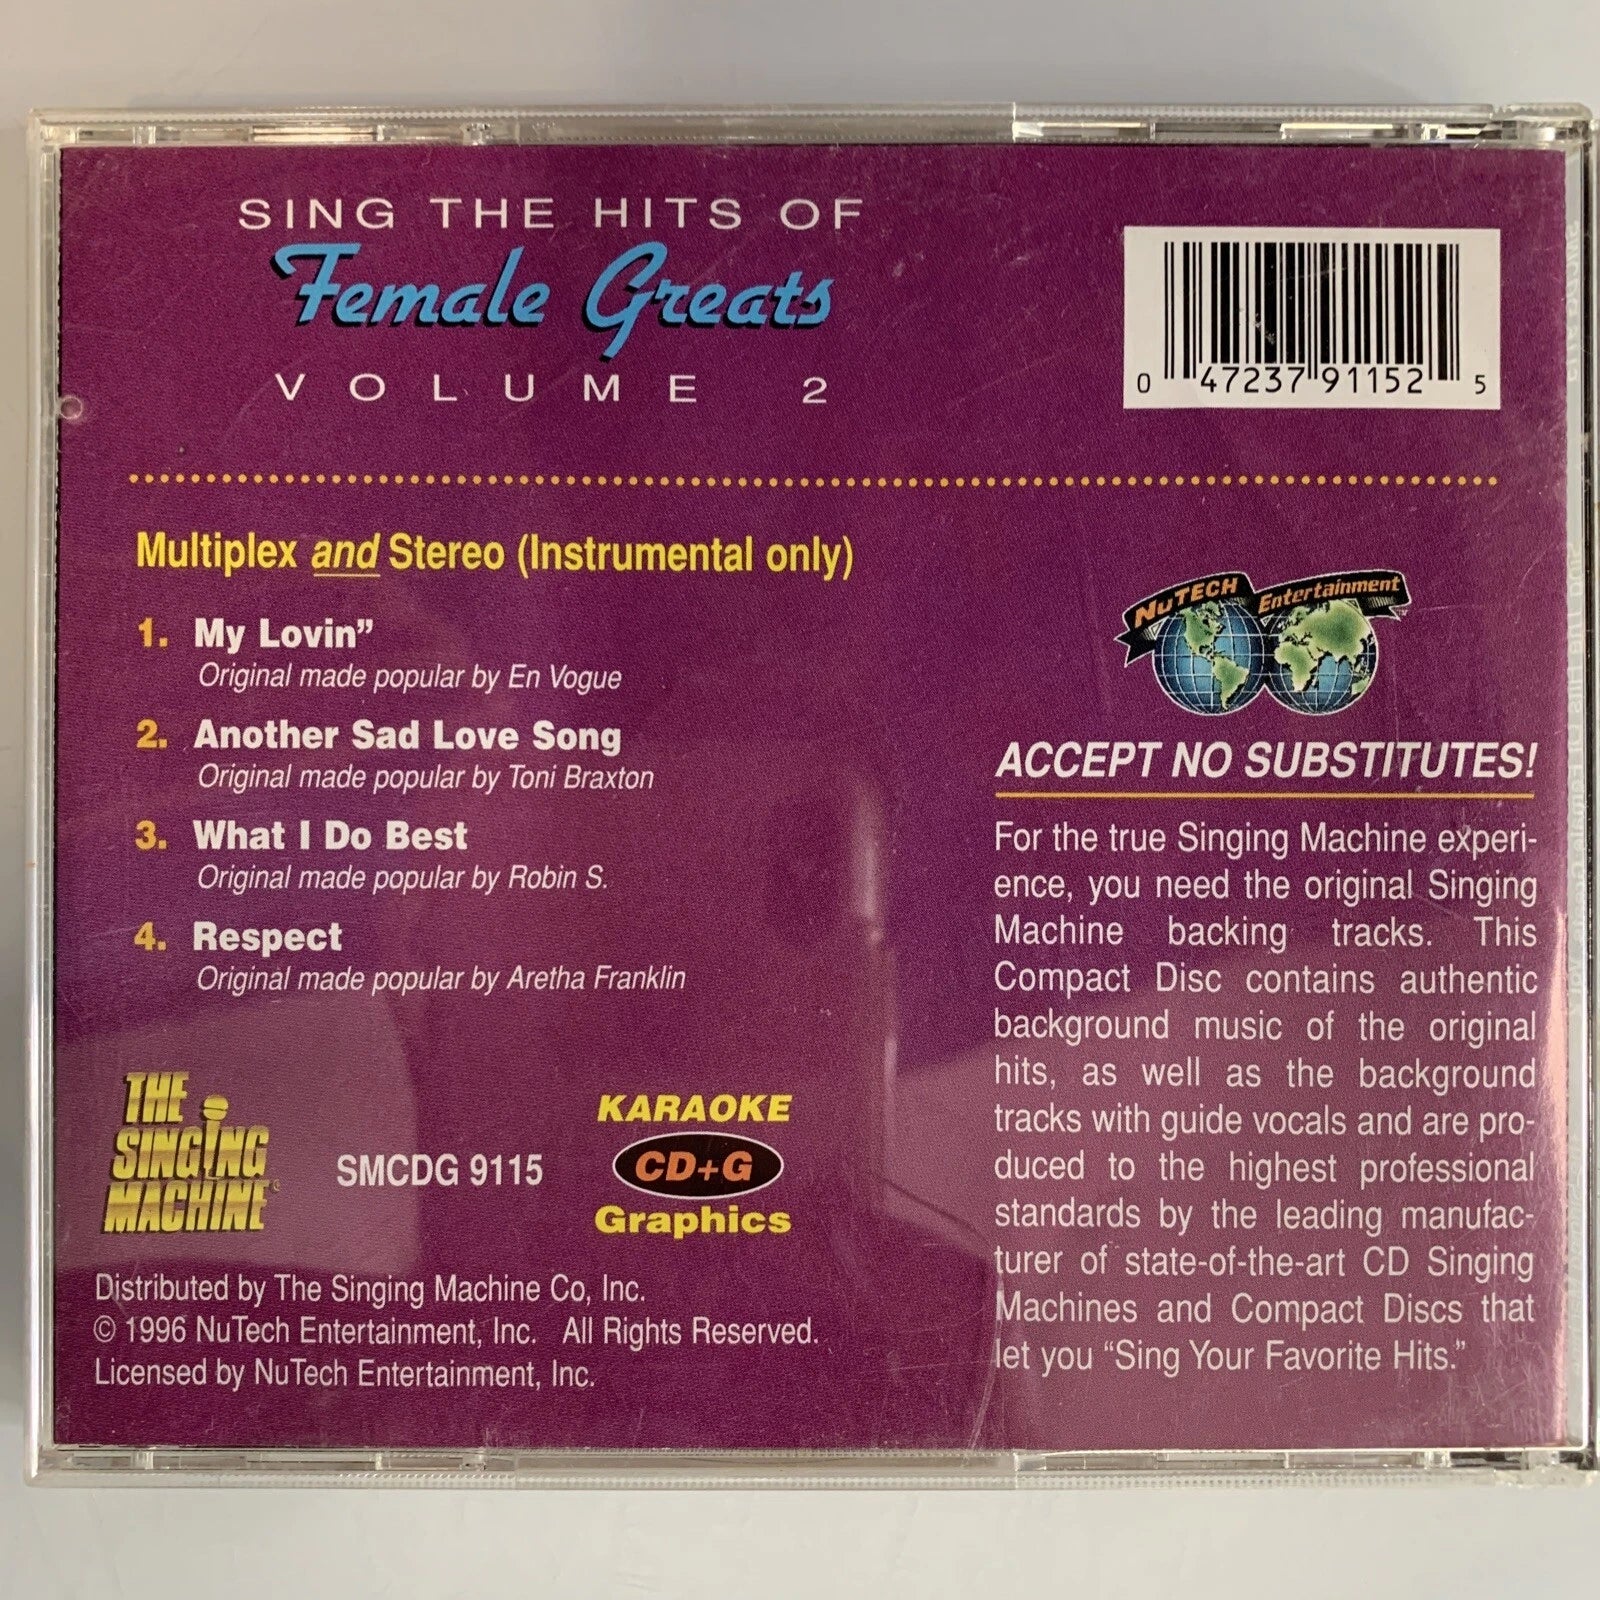 SING THE HITS OF
Female Greats
VOLUME 2
0 47237 91152 5
Multiplex and Stereo (Instrumental only)
1. My Lovin”
Original made popular by En Vogue
2. Another Sad Love Song
Original made popular by Toni Braxton
3. What I Do Best
Original made popular by Robin S.
4. Respect
Original made popular by Aretha Franklin
NuTECH Entertainment
ACCEPT NO SUBSTITUTES!
For the true Singing Machine experi-
ence, you need the original Singing
Machine backing tracks. This
Compact Disc contains authentic
background music of the original
hits, as well as the background
tracks with guide vocals and are pro-
duced to the highest professional
standards by the leading manufac-
turer of state-of-the-art CD Singing
Machines and Compact Discs that
let you “Sing Your Favorite Hits.”
THE
SINGING
MACHINE
SMCDG 9115
KARAOKE
CD+G
Graphics
Distributed by The Singing Machine Co, Inc.
© 1996 NuTech Entertainment, Inc. All Rights Reserved.
Licensed by NuTech Entertainment, Inc.